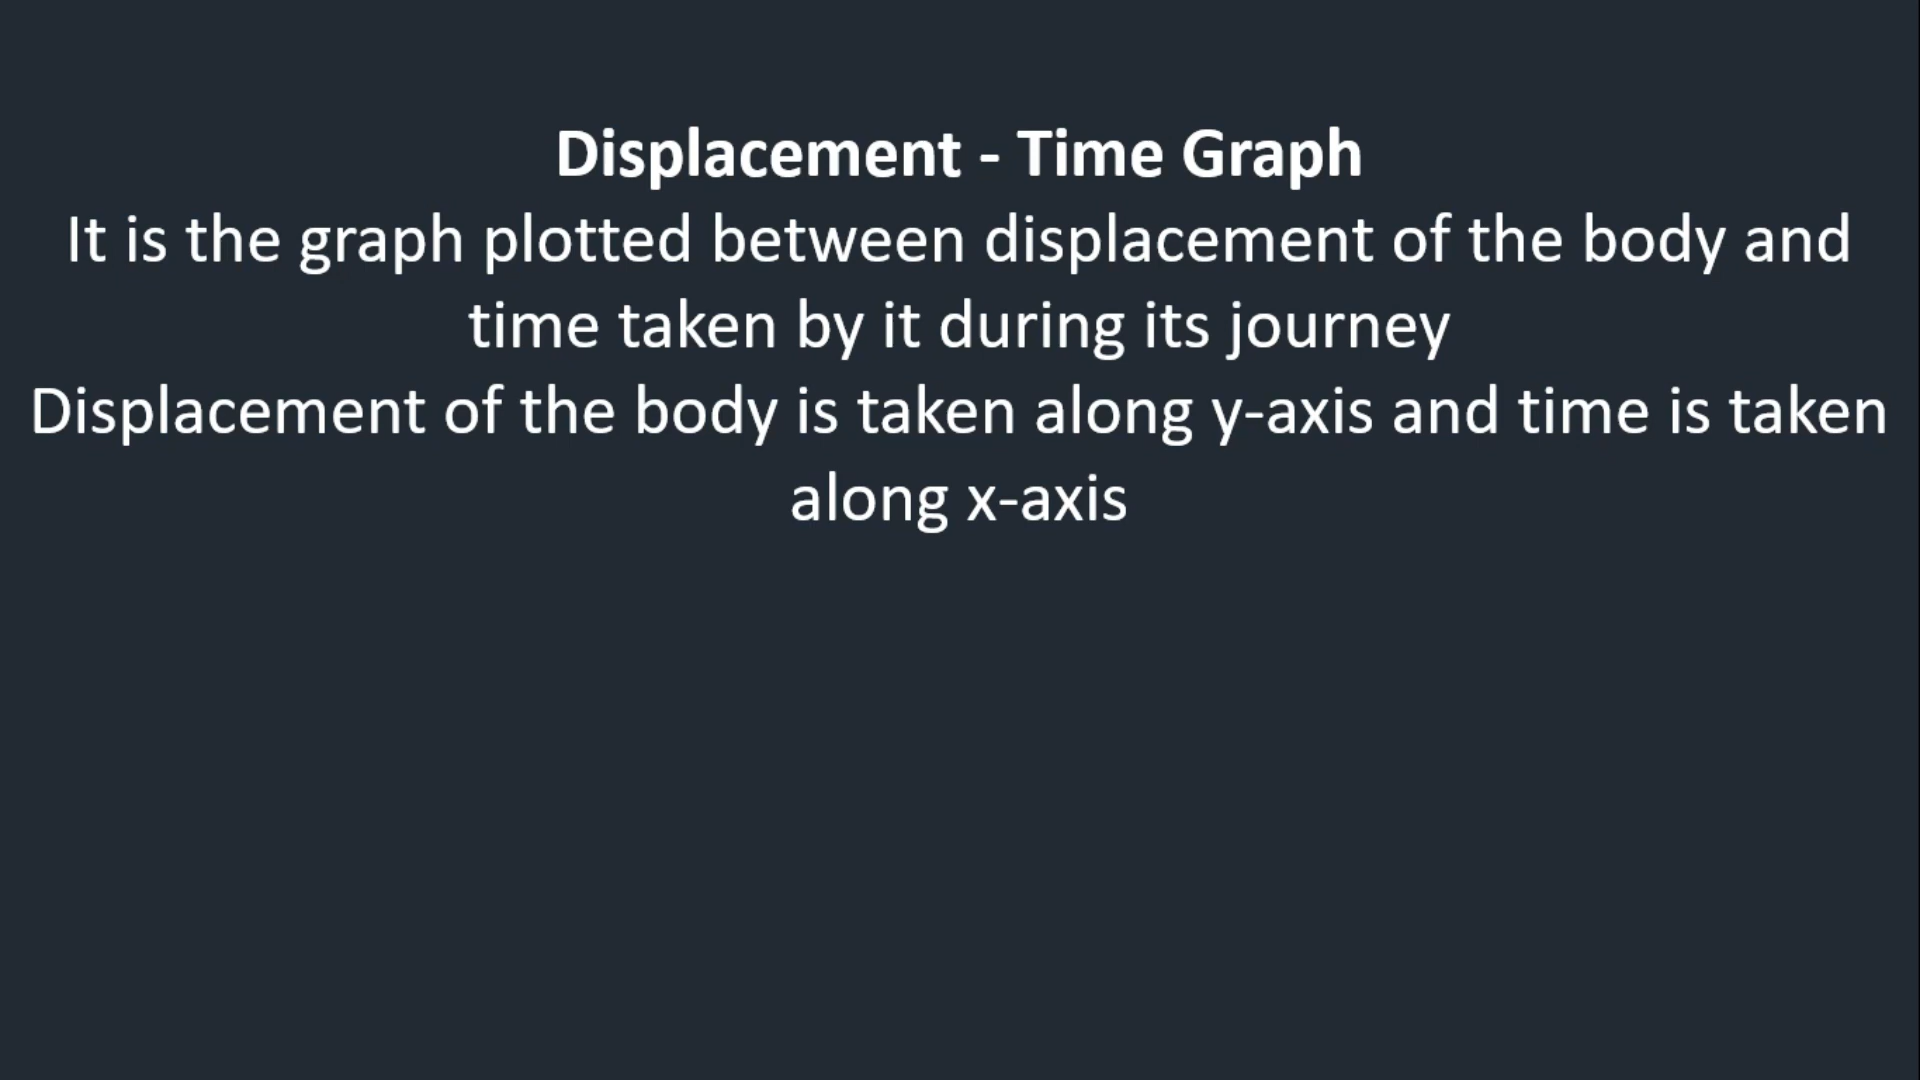 Displacement - Time Graph
It is the graph plotted between displacement of the body and
time taken by it during its journey
Displacement of the body is taken along y-axis and time is taken
along x-axis